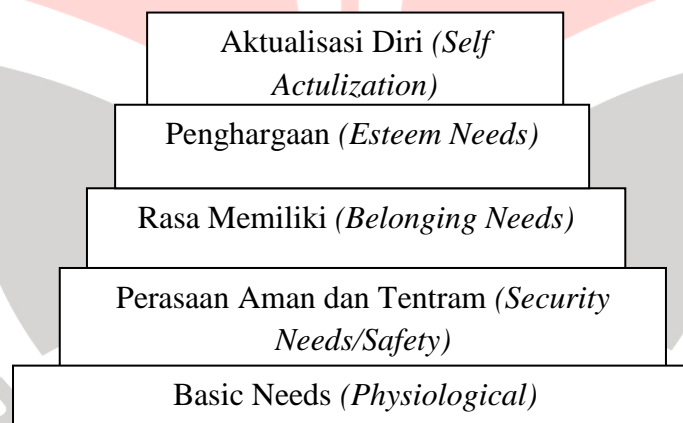 Aktualisasi Diri (Self
Actulization)
Penghargaan (Esteem Needs)
Rasa Memiliki (Belonging Needs)
Perasaan Aman dan Tentram (Security
Needs/Safety)
Basic Needs (Physiological)